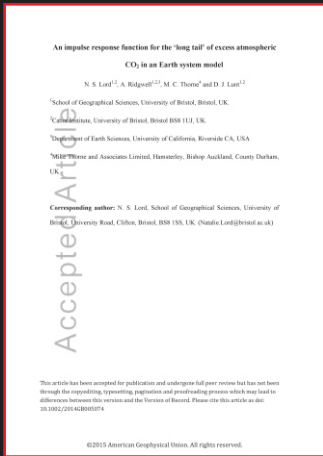 An impulse response function for the 'long tail' of excess atmospheric
CO2 in an Earth system model
N. S. Lord1,2, A. Ridgwell1,2,3, M. C. Thorne4 and D. J. Lunt1,2
1School of Geographical Sciences, University of Bristol, Bristol, UK.
2Cabot Institute, University of Bristol, Bristol BS8 1UJ, UK.
3Department of Earth Sciences, University of California, Riverside CA, USA
4Mike Thorne and Associates Limited, Hamsterley, Bishop Auckland, County Durham,
UK
Corresponding author: N. S. Lord, School of Geographical Sciences, University of
Bristol, University Road, Clifton, Bristol, BS8 1SS, UK. (Natalie.Lord@bristol.ac.uk)
Accepted Article
This article has been accepted for publication and undergone full peer review but has not been
through the copyediting, typesetting, pagination and proofreading process which may lead to
differences between this version and the Version of Record. Please cite this article as doi:
10.1002/2014GB005074
©2015 American Geophysical Union. All rights reserved.